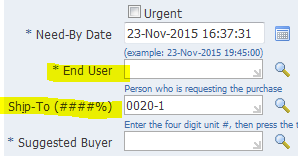 Urgent
* Need-By Date 23-Nov-2015 16:37:31
(example: 23-Nov-2015 19:45:00)
* End User
Person who is requesting the purchase
Ship-To (####%) 0020-1
Enter the four digit unit #, then press the t
* Suggested Buyer